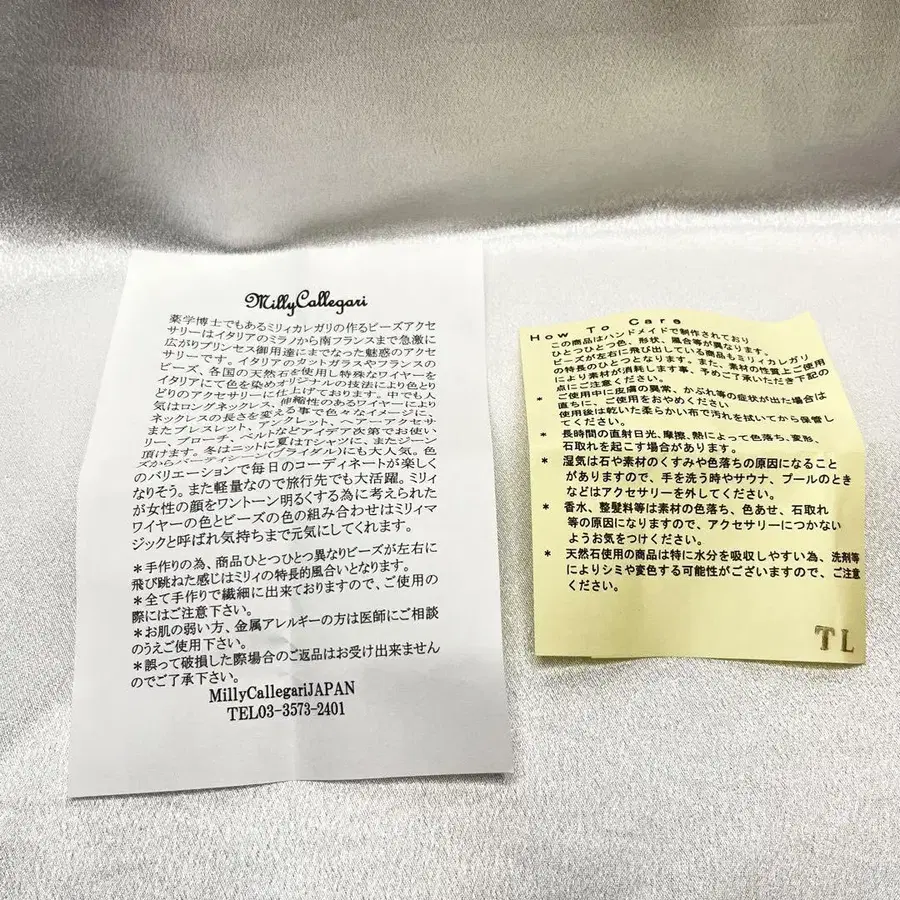 MillyCallegari
薬学博士でもあるミリィカレガリの作るビーズアクセ
サリーはイタリアのミラノから南フランスまで急激に
広がりプリンセス御用達にまでなった魅惑のアクセ
サリーです。イタリアのカットガラスやフランスの
ビーズ、各国の天然石を使用し特殊なワイヤーを
イタリアにて色を染めオリジナルの技法により色とり
どりのアクセサリーに仕上げております。中でも人
気はロングネックレス、伸縮性のあるワイヤーにより
ネックレスの長さを変える事で色々なイメージに、
またブレスレット、アンクレット、ヘアーアクセサ
リー、ブローチ、ベルトなどアイデア次第でお使い
頂けます。冬はニットに夏はTシャツに、またジーン
ズからパーティーシーン(ブライダル)にも大人気。色
のバリエーションで毎日のコーディネートが楽しく
なりそう。また軽量なので旅行先でも大活躍。ミリィ
が女性の顔をワントーン明るくする為に考えられた
ワイヤーの色とビーズの色の組み合わせはミリィマ
ジックと呼ばれ気持ちまで元気にしてくれます。
＊手作りの為、商品ひとつひとつ異なりビーズが左右に
飛び跳ねた感じはミリィの特長的風合いとなります。
＊全て手作りで繊細に出来ておりますので、ご使用の
際にはご注意下さい。
＊お肌の弱い方、金属アレルギーの方は医師にご相談
のうえご使用下さい。
＊誤って破損した際場合のご返品はお受け出来ません
のでご了承下さい。
MillyCallegariJAPAN
TEL03-3573-2401
How To Care
この商品はハンドメイドで制作されており
ひとつひとつ色、形状、風合等が異なります。
ビーズが左右に飛び出している商品もミリィカレガリ
の特長のひとつとなります。また、素材の性質上ご使用
により素材が消耗します事、予めご了承いただき下記の
点にご注意ください。
＊ ご使用中に皮膚の異常、かぶれ等の症状が出た場合は
直ちに、ご使用をおやめください
使用後は乾いた柔らかい布で汚れを拭いてから保管し
てください。
＊ 長時間の直射日光、摩擦、熱によって色落ち、変形、
石取れを起こす場合があります。
＊ 湿気は石や素材のくすみや色落ちの原因になること
がありますので、手を洗う時やサウナ、プールのとき
などはアクセサリーを外してください。
＊ 香水、整髪料等は素材の色落ち、色あせ、石取れ
等の原因になりますので、アクセサリーにつかない
ようお気をつけください。
＊ 天然石使用の商品は特に水分を吸収しやすい為、洗剤等
によりシミや変色する可能性がございますので、ご注意
ください。
TL